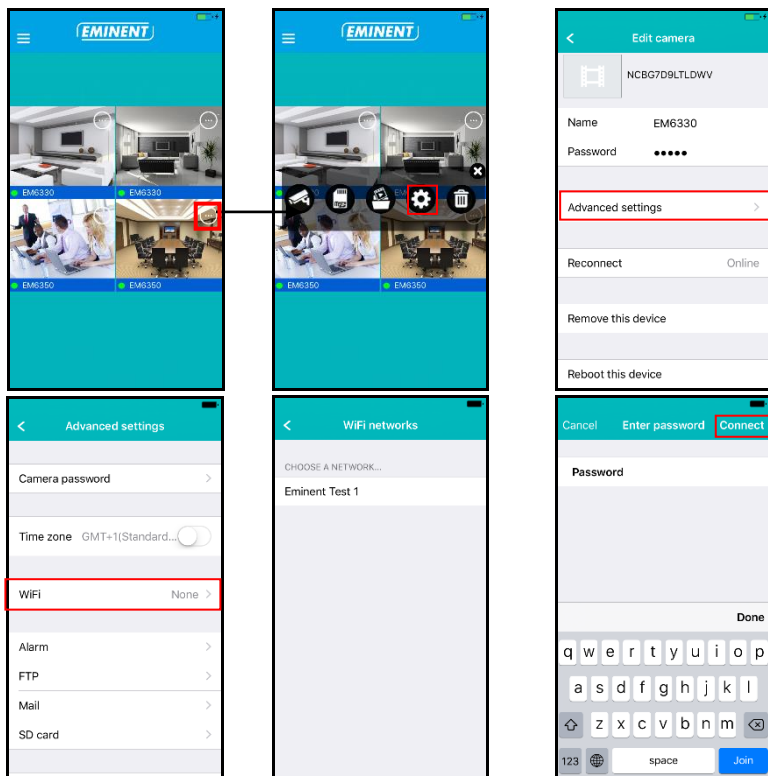 EMINENT
EM6330
EM6330
EM6350
EM6350
EMINENT
microSD
EM6350
EM6350
Edit camera
NCBG7D9LTLDWV
Name EM6330
Password •••••
Advanced settings
Reconnect Online
Remove this device
Reboot this device
Advanced settings
Camera password
Time zone GMT+1(Standard...
WiFi None
Alarm
FTP
Mail
SD card
WiFi networks
CHOOSE A NETWORK...
Eminent Test 1
Cancel Enter password Connect
Password
Done
q w e r t y u i o p
a s d f g h j k l
z x c v b n m
123 space Join